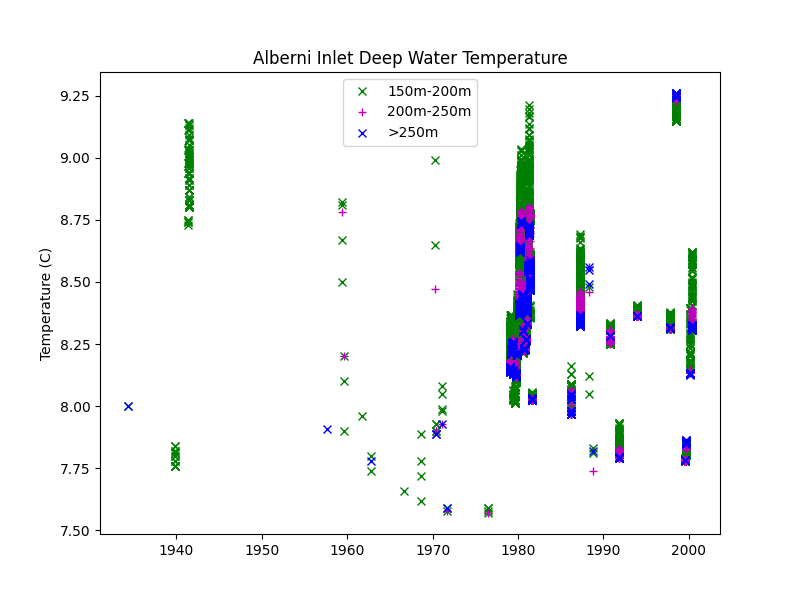 Alberni Inlet Deep Water Temperature
150m-200m
200m-250m
>250m
Temperature (C)
9.25
9.00
8.75
8.50
8.25
8.00
7.75
7.50
1940 1950 1960 1970 1980 1990 2000